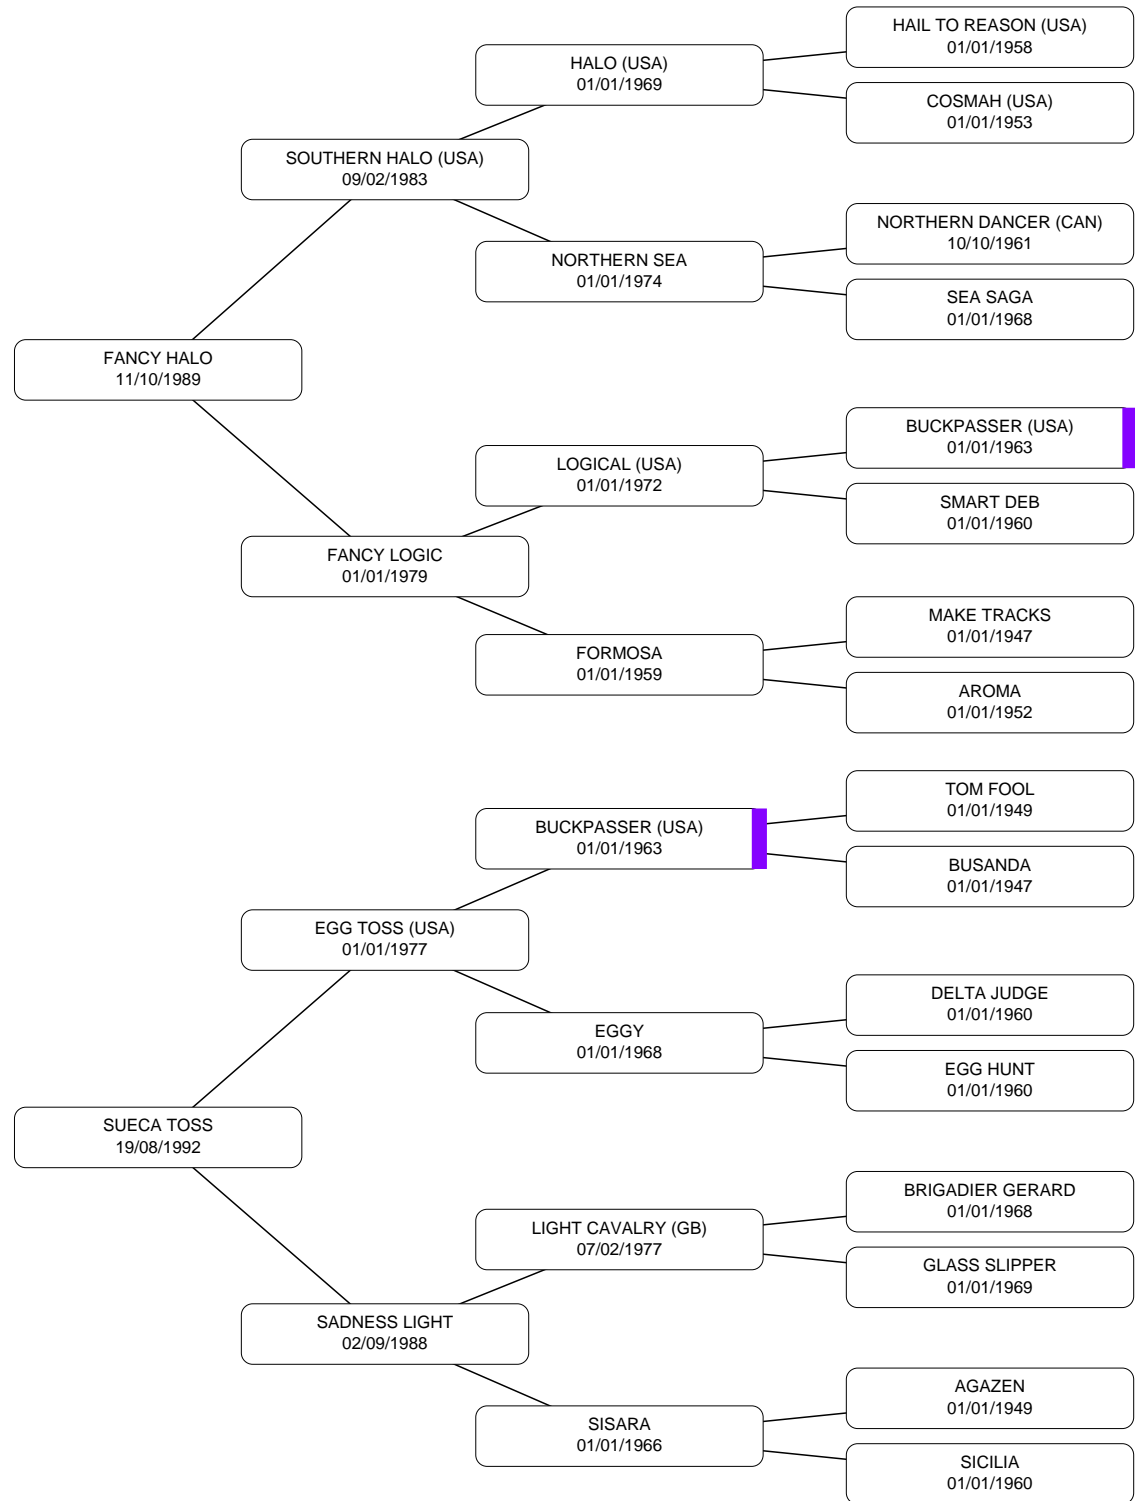 HAIL TO REASON (USA)
01/01/1958
HALO (USA)
01/01/1969
COSMAH (USA)
01/01/1953
SOUTHERN HALO (USA)
09/02/1983
NORTHERN DANCER (CAN)
10/10/1961
NORTHERN SEA
01/01/1974
SEA SAGA
01/01/1968
FANCY HALO
11/10/1989
BUCKPASSER (USA)
01/01/1963
LOGICAL (USA)
01/01/1972
SMART DEB
01/01/1960
FANCY LOGIC
01/01/1979
MAKE TRACKS
01/01/1947
FORMOSA
01/01/1959
AROMA
01/01/1952
TOM FOOL
01/01/1949
BUCKPASSER (USA)
01/01/1963
BUSANDA
01/01/1947
EGG TOSS (USA)
01/01/1977
DELTA JUDGE
01/01/1960
EGGY
01/01/1968
EGG HUNT
01/01/1960
SUECA TOSS
19/08/1992
BRIGADIER GERARD
01/01/1968
LIGHT CAVALRY (GB)
07/02/1977
GLASS SLIPPER
01/01/1969
SADNESS LIGHT
02/09/1988
AGAZEN
01/01/1949
SISARA
01/01/1966
SICILIA
01/01/1960